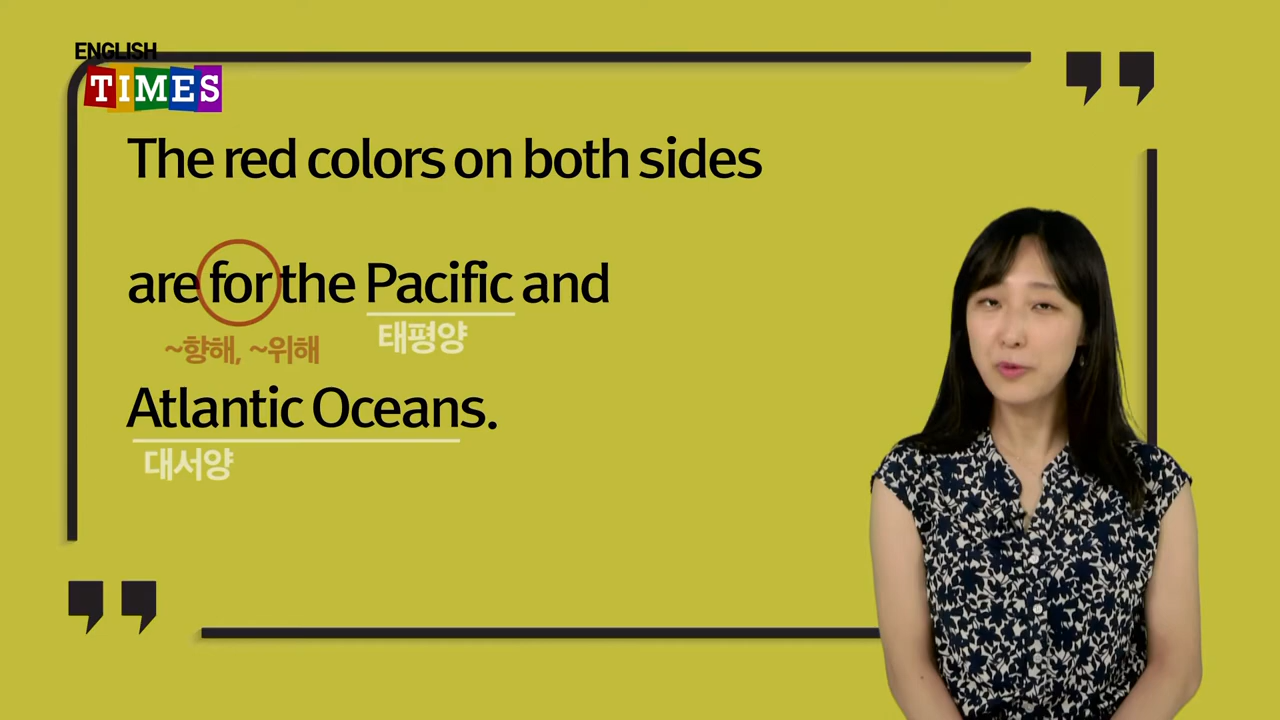 ENGLISH
TIMES
The red colors on both sides
are for the Pacific and
~향해, ~위해
태평양
Atlantic Oceans.
대서양